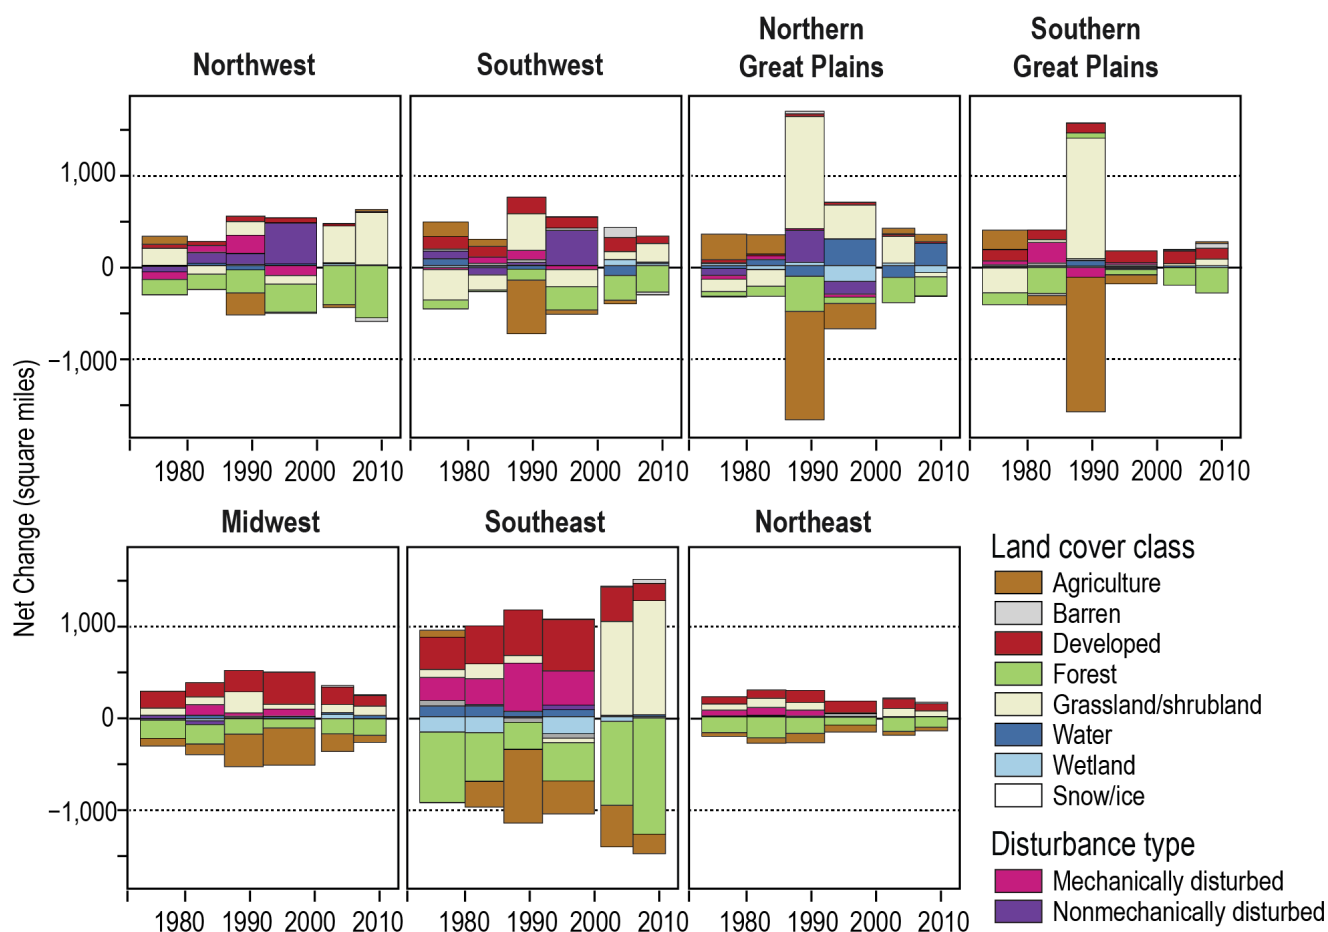 Northern
Southern
Northwest
Southwest
Great Plains
Great Plains
1,000
0
−1,000
1980 1990 2000 2010
1980 1990 2000 2010
1980 1990 2000 2010
1980 1990 2000 2010
Net Change (square miles)
Midwest
Southeast
Northeast
1,000
0
−1,000
1980 1990 2000 2010
1980 1990 2000 2010
1980 1990 2000 2010
Land cover class
Agriculture
Barren
Developed
Forest
Grassland/shrubland
Water
Wetland
Snow/ice
Disturbance type
Mechanically disturbed
Nonmechanically disturbed